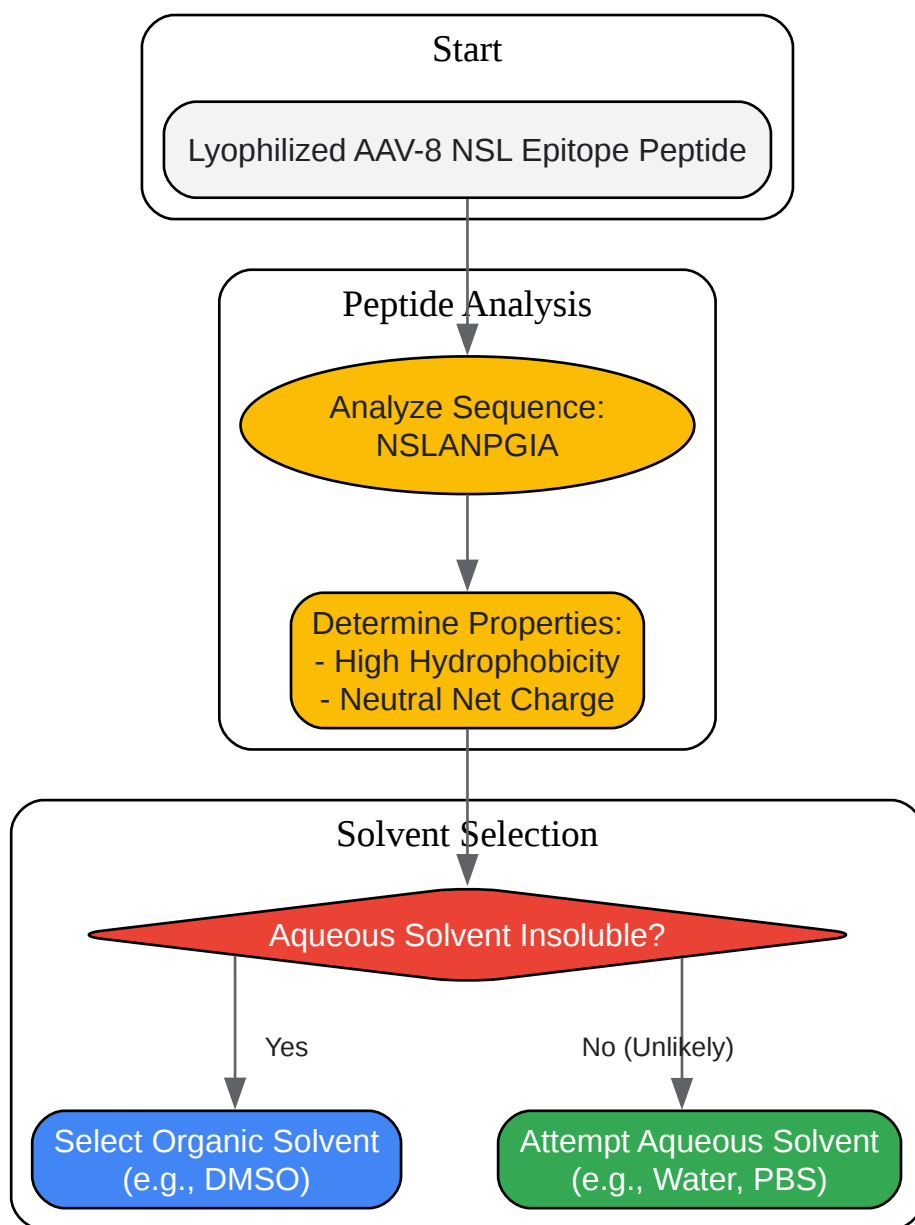 Start
Lyophilized AAV-8 NSL Epitope Peptide
Peptide Analysis
Analyze Sequence:
NSLANPGIA
Determine Properties:
- High Hydrophobicity
- Neutral Net Charge
Solvent Selection
Aqueous Solvent Insoluble?
Yes
No (Unlikely)
Select Organic Solvent
(e.g., DMSO)
Attempt Aqueous Solvent
(e.g., Water, PBS)